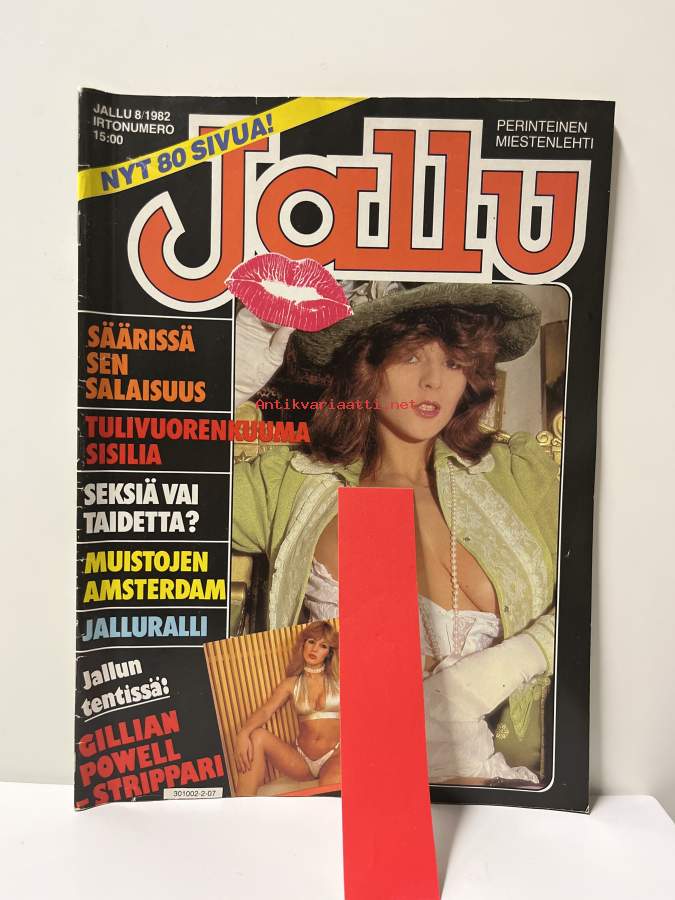 JALLU 8/1982
IRTONUMERO
15:00
NYT 80 SIVUA!
Jallu
PERINTEINEN
MIESTENLEHTI
SÄÄRISSÄ
SEN
SALAISUUS
Antikvariaatti.net
TULIVUORENKUUMA
SISILIA
SEKSIÄ VAI
TAIDETTA?
MUISTOJEN
AMSTERDAM
JALLURALLI
Jallun
tentissä:
GILLIAN
POWELL
-STRIPPARI
301002-2-07